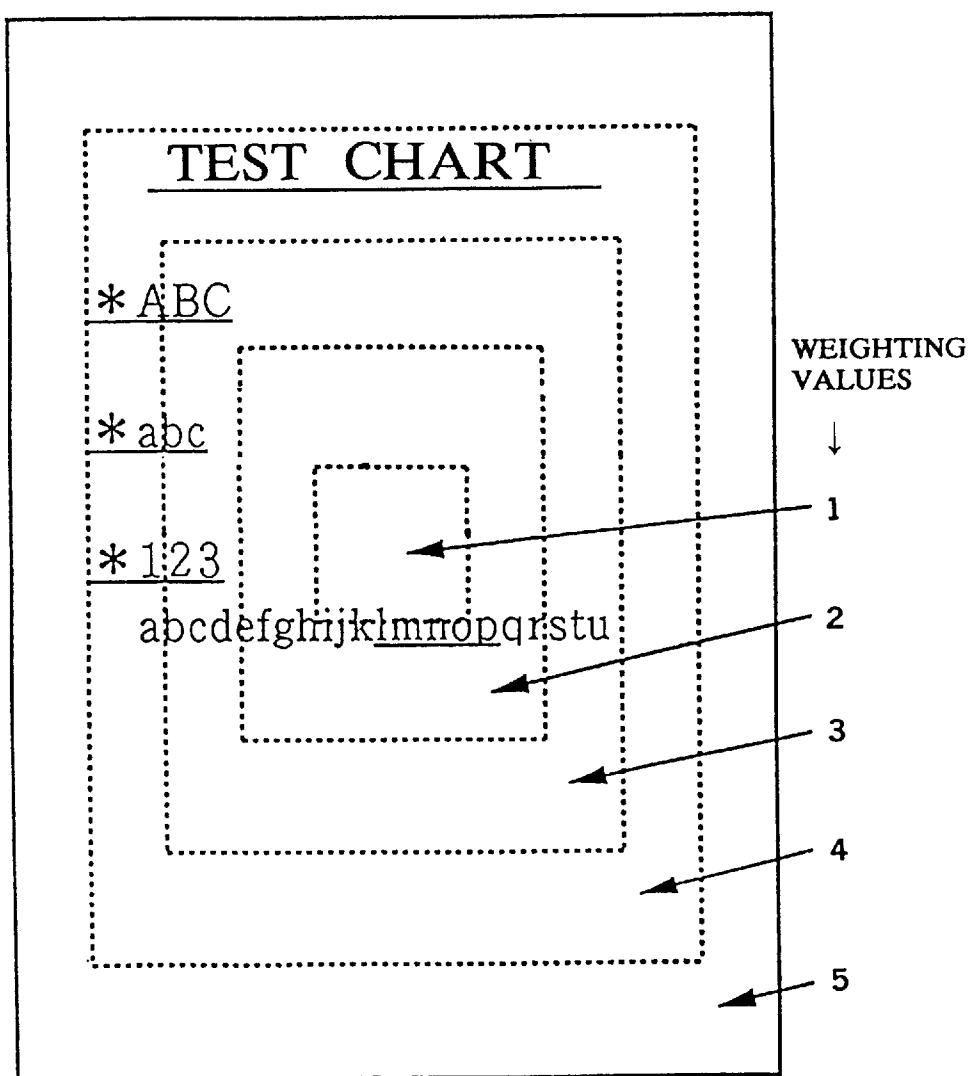 TEST CHART
* ABC
WEIGHTING
VALUES
* abc
↓
1
* 123
abcdefghijklmnopqrstu
2
3
4
5